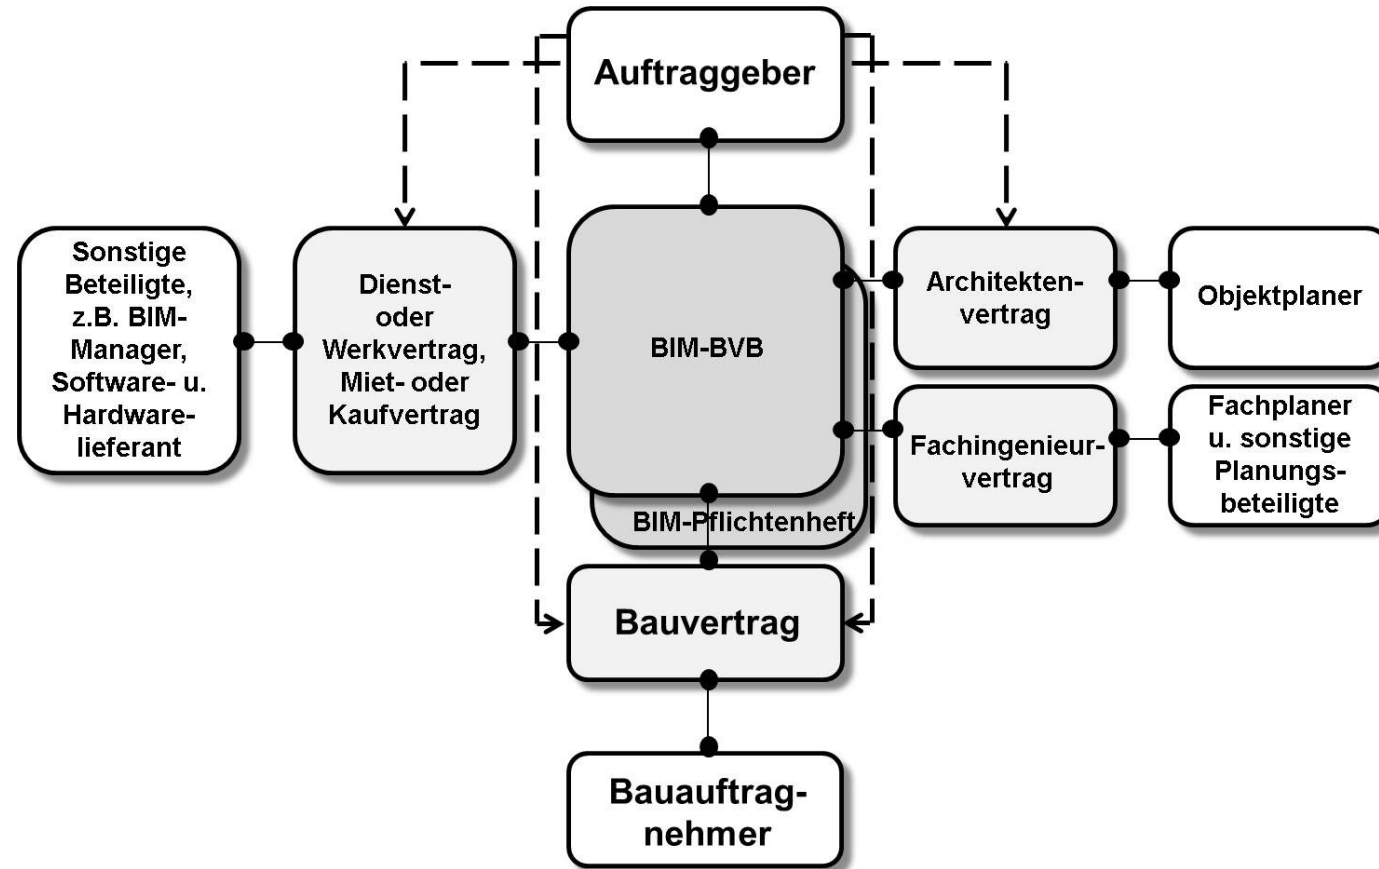 Auftraggeber
Sonstige
Beteiligte,
z.B. BIM-
Manager,
Software- u.
Hardware-
lieferant
Dienst-
oder
Werkvertrag,
Miet- oder
Kaufvertrag
BIM-BVB
BIM-Pflichtenheft
Architekten-
vertrag
Objektplaner
Fachingenieur-
vertrag
Fachplaner
u. sonstige
Planungs-
beteiligte
Bauvertrag
Bauauftrag-
nehmer